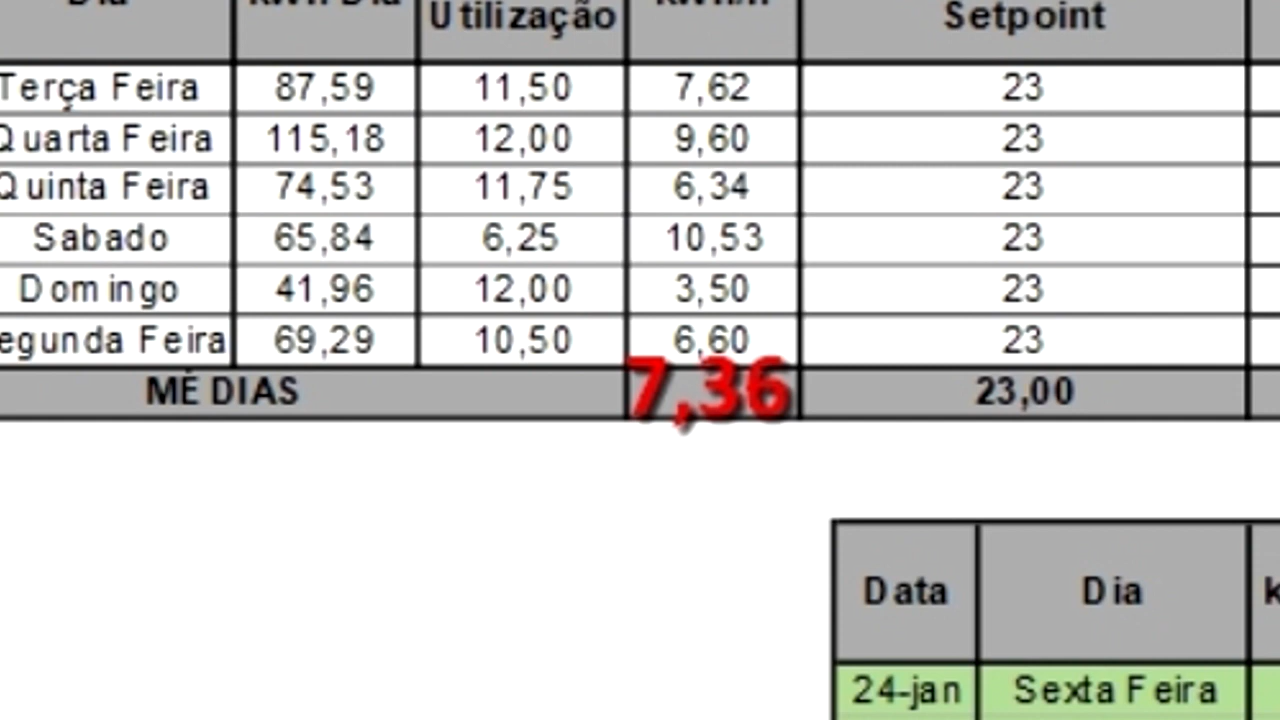 Utilização Setpoint
Terça Feira 87,59 11,50 7,62 23
Quarta Feira 115,18 12,00 9,60 23
Quinta Feira 74,53 11,75 6,34 23
Sabado 65,84 6,25 10,53 23
Domingo 41,96 12,00 3,50 23
egunda Feira 69,29 10,50 6,60 23
MÉDIAS 7,36 23,00
Data Dia
24-jan Sexta Feira